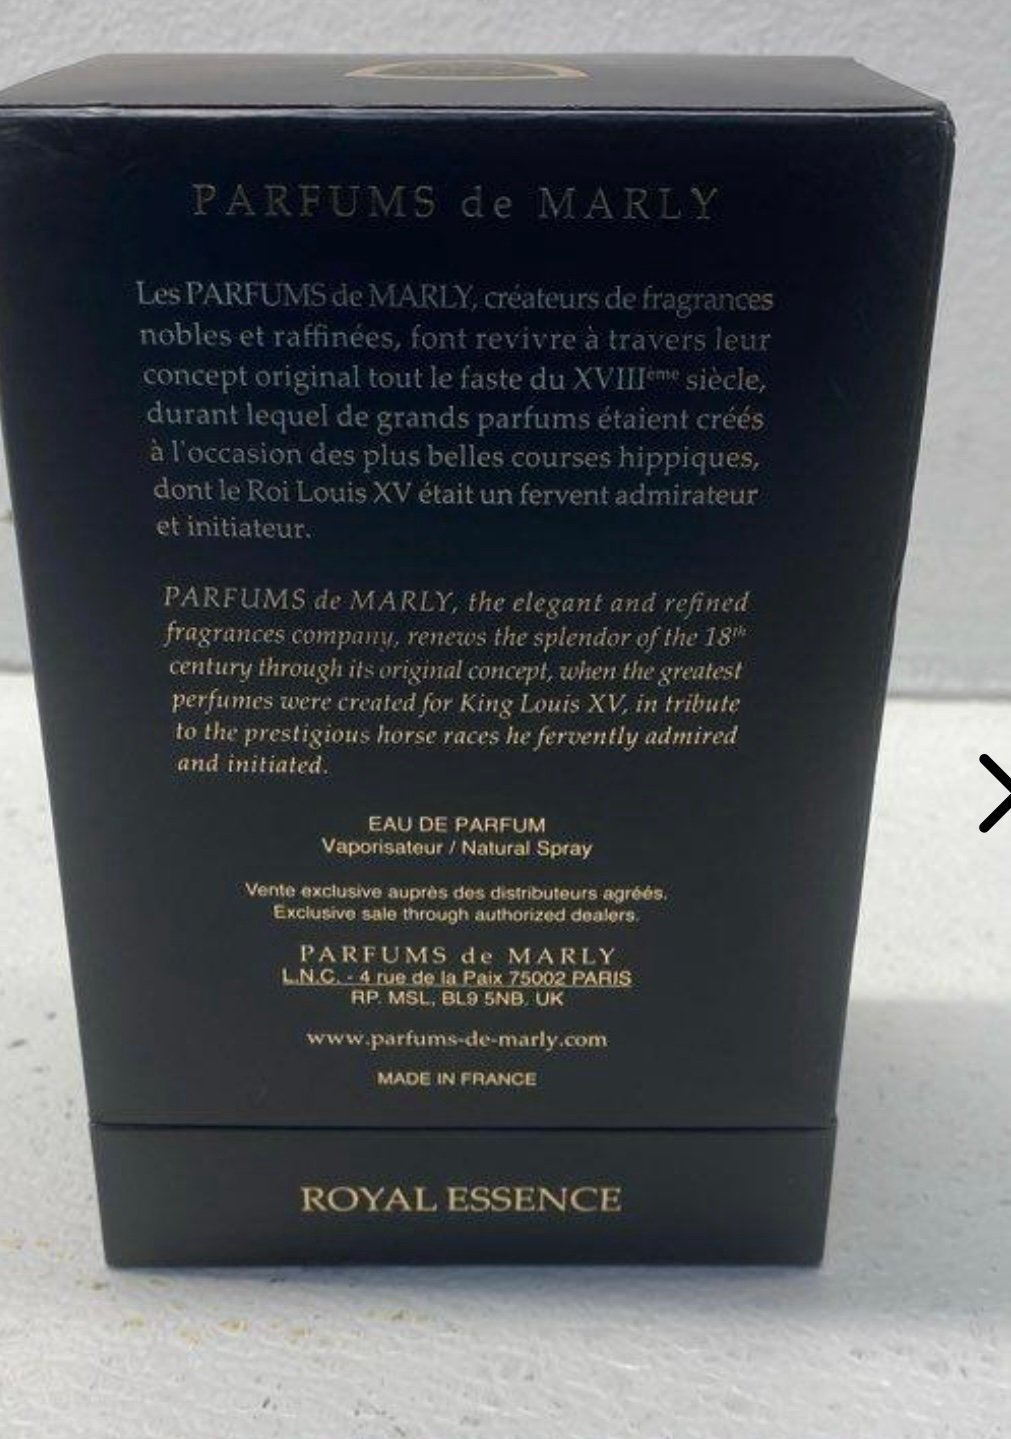 PARFUMS de MARLY
Les PARFUMS de MARLY, créateurs de fragrances
nobles et raffinées, font revivre à travers leur
concept original tout le faste du XVIIIème siècle,
durant lequel de grands parfums étaient créés
à l'occasion des plus belles courses hippiques,
dont le Roi Louis XV était un fervent admirateur
et initiateur.
PARFUMS de MARLY, the elegant and refined
fragrances company, renews the splendor of the 18th
century through its original concept, when the greatest
perfumes were created for King Louis XV, in tribute
to the prestigious horse races he fervently admired
and initiated.
EAU DE PARFUM
Vaporisateur / Natural Spray
Vente exclusive auprès des distributeurs agréés.
Exclusive sale through authorized dealers.
PARFUMS de MARLY
L.N.C. - 4 rue de la Paix 75002 PARIS
RP. MSL, BL9 5NB. UK
www.parfums-de-marly.com
MADE IN FRANCE
ROYAL ESSENCE